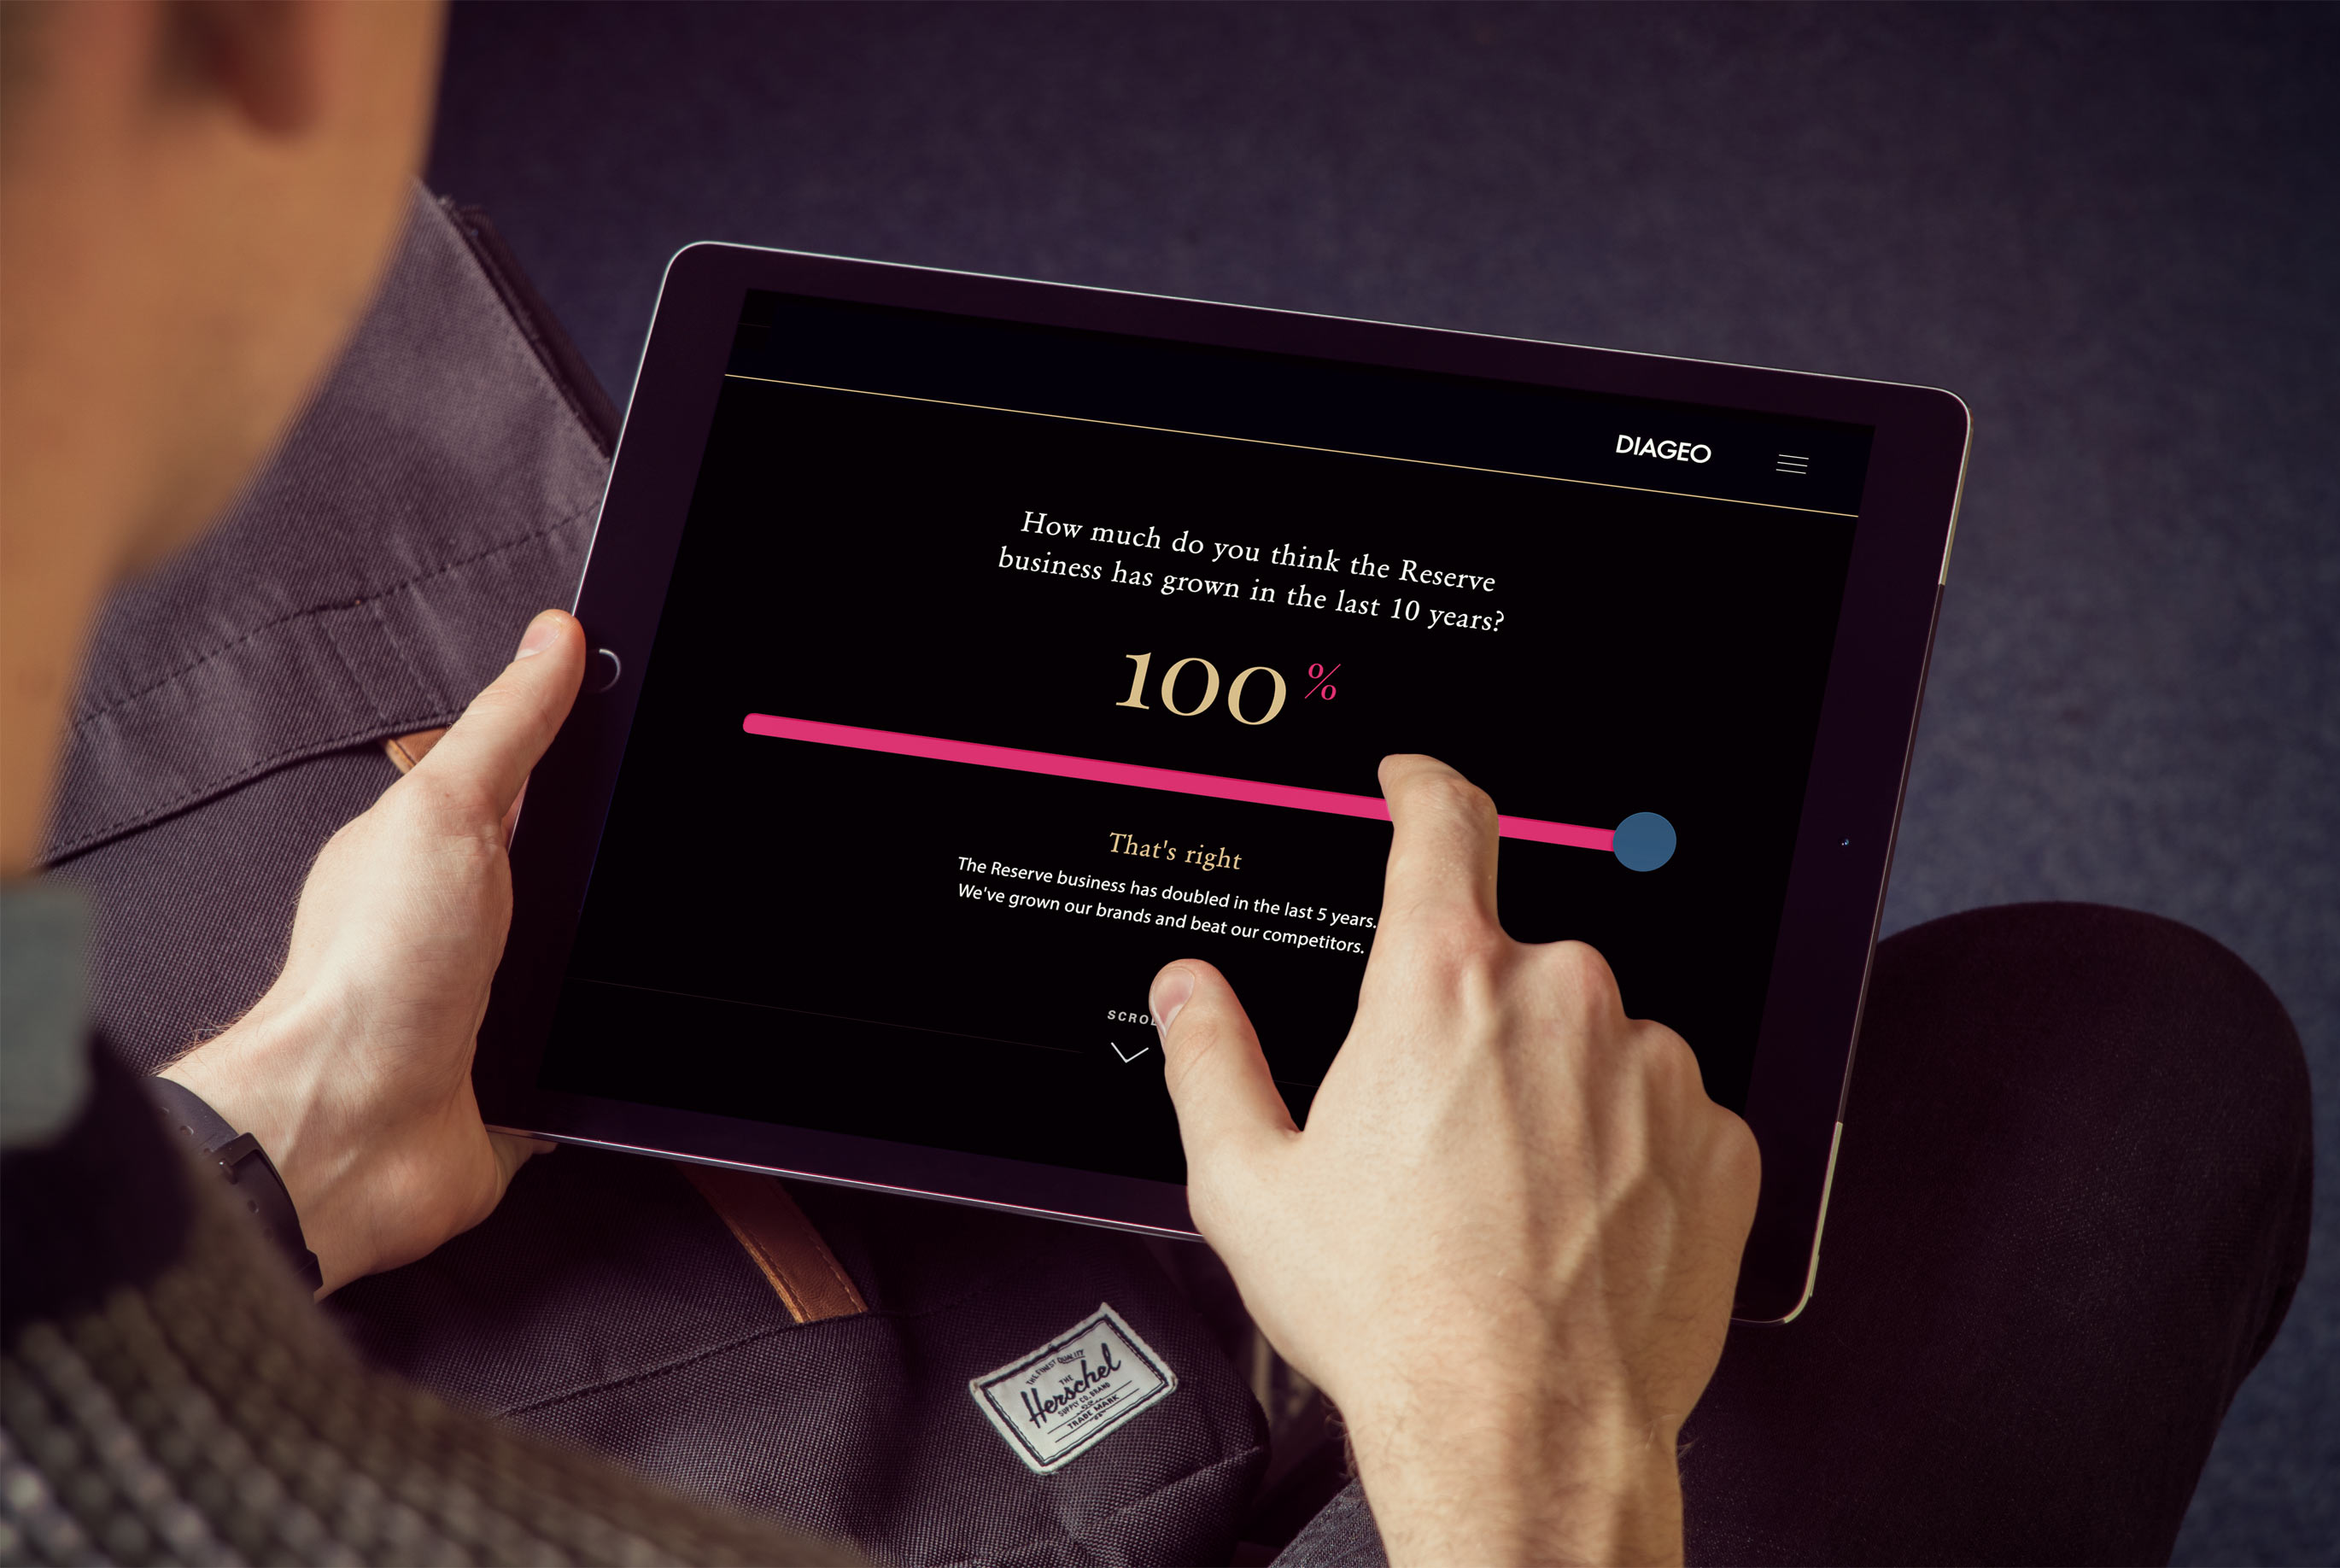 DIAGEO
How much do you think the Reserve
business has grown in the last 10 years?
100 %
That's right
The Reserve business has doubled in the last 5 years.
We've grown our brands and beat our competitors.
SCROL
THE FINEST QUALITY
THE
Herschel
SUPPLY CO. BRAND
TRADE MARK